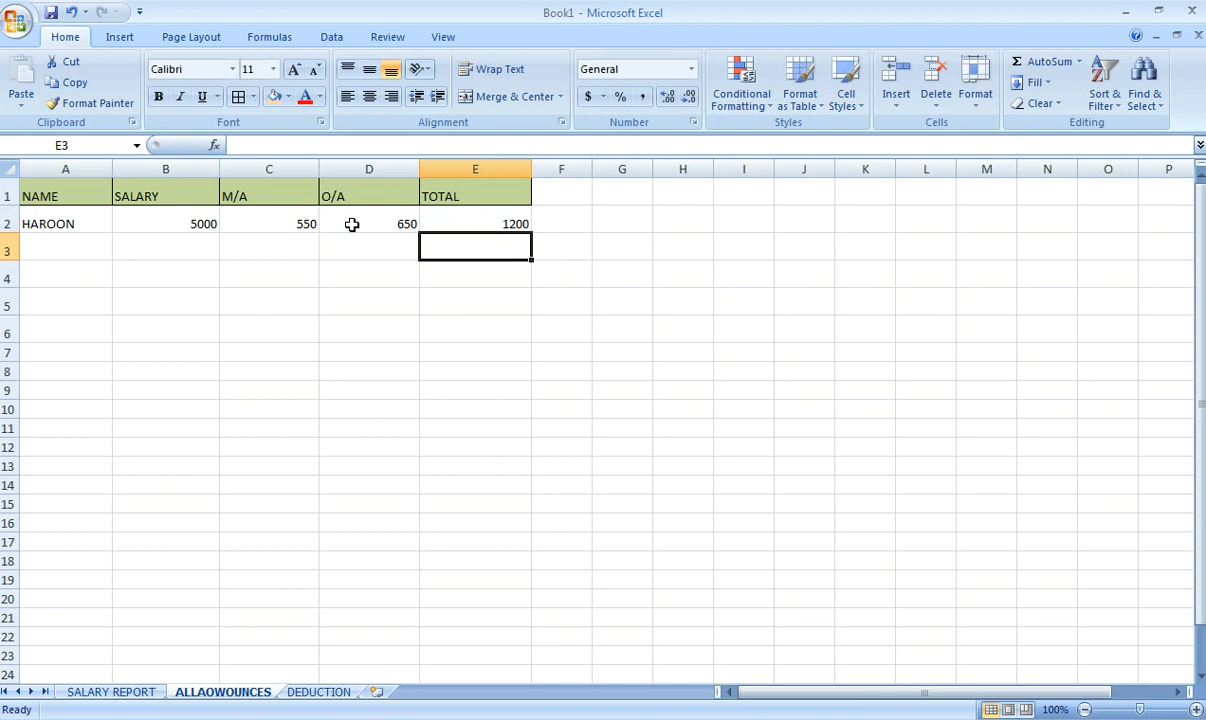 Book1 - Microsoft Excel
Home Insert Page Layout Formulas Data Review View
Paste
Cut
Copy
Format Painter
Clipboard
Calibri 11
B I U
Font
Wrap Text
Merge & Center
Alignment
General
$ % ,
Number
Conditional Formatting
Format as Table
Cell Styles
Styles
Insert
Delete
Format
Cells
Σ AutoSum
Fill
Clear
Sort & Filter
Find & Select
Editing
E3 fx
A B C D E F G H I J K L M N O P
1 NAME SALARY M/A O/A TOTAL
2 HAROON 5000 550 650 1200
3
4
5
6
7
8
9
10
11
12
13
14
15
16
17
18
19
20
21
22
23
24
SALARY REPORT ALLAOWOUNCES DEDUCTION
Ready 100%